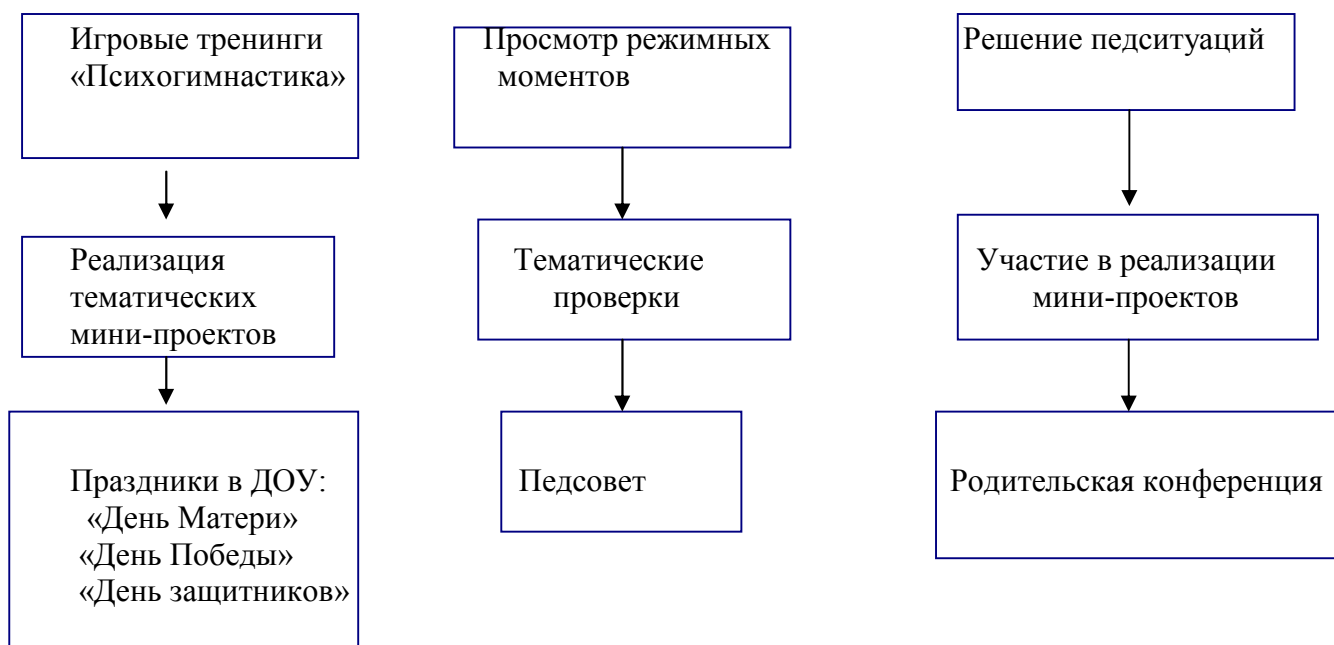 Игровые тренинги
«Психогимнастика»
Просмотр режимных
моментов
Решение педситуаций
Реализация
тематических
мини-проектов
Тематические
проверки
Участие в реализации
мини-проектов
Праздники в ДОУ:
«День Матери»
«День Победы»
«День защитников»
Педсовет
Родительская конференция